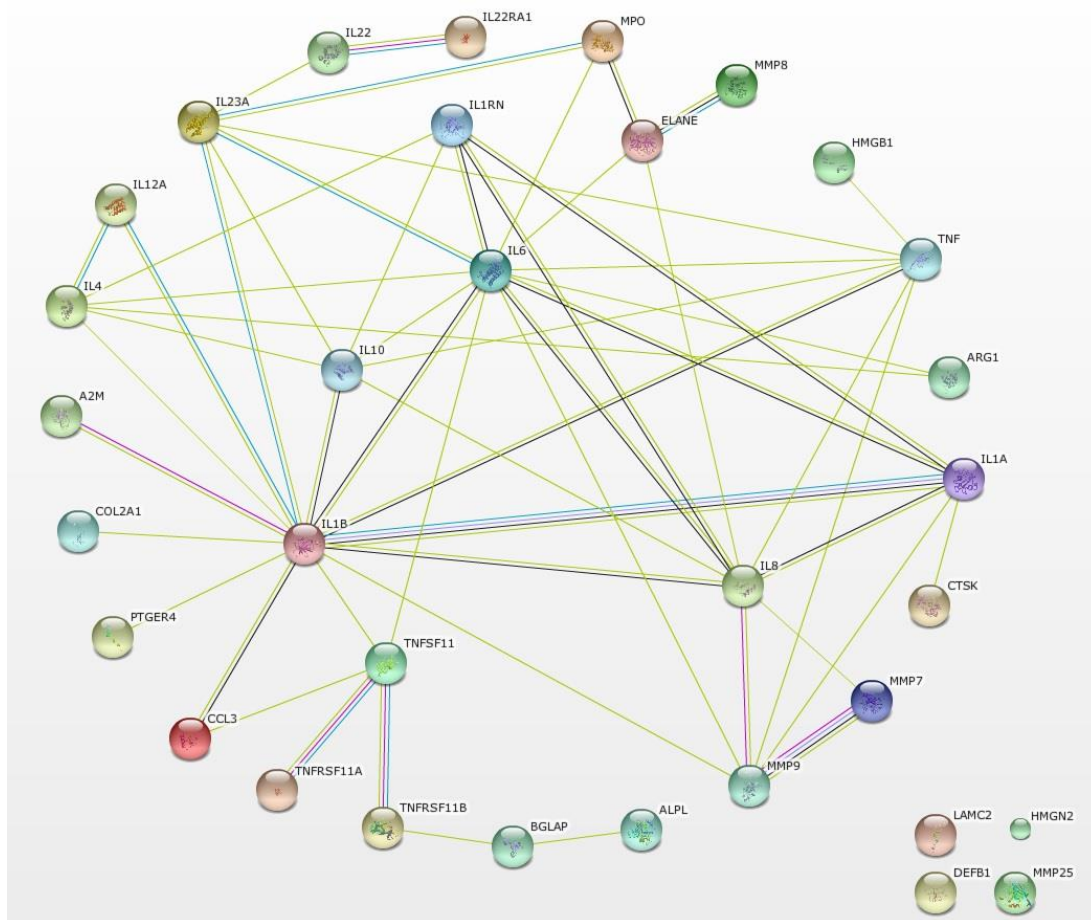 IL22
IL22RA1
MPO
MMP8
IL23A
IL1RN
ELANE
HMGB1
IL12A
IL6
TNF
IL4
IL10
ARG1
A2M
IL1A
COL2A1
IL1B
IL8
CTSK
PTGER4
TNFSF11
MMP7
CCL3
TNFRSF11A
MMP9
TNFRSF11B
BGLAP
ALPL
LAMC2
HMGN2
DEFB1
MMP25